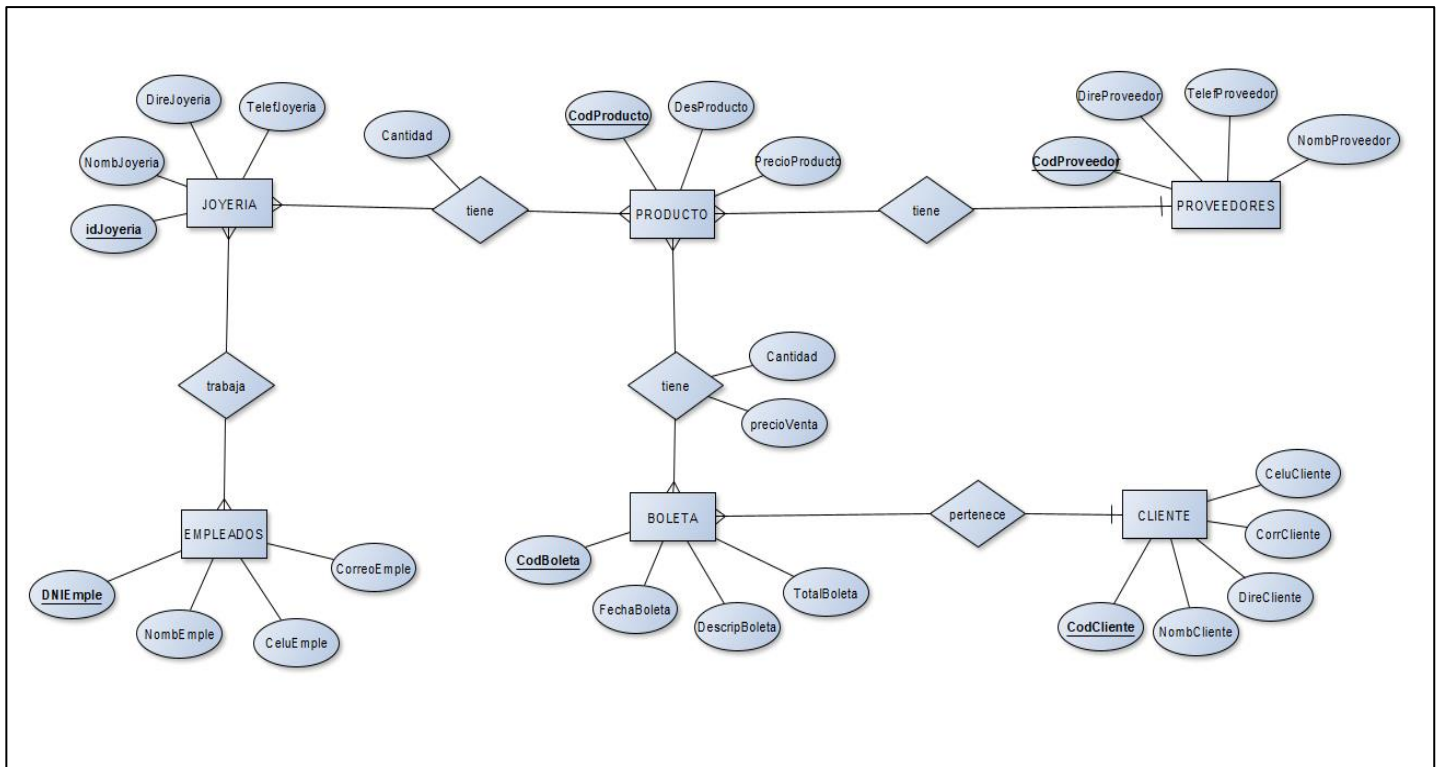 DireJoyeria
TelefJoyeria
NombJoyeria
idJoyeria
JOYERIA
Cantidad
tiene
CodProducto
DesProducto
PrecioProducto
PRODUCTO
tiene
DireProveedor
TelefProveedor
CodProveedor
NombProveedor
PROVEEDORES
trabaja
tiene
Cantidad
precioVenta
EMPLEADOS
DNIEmple
NombEmple
CeluEmple
CorreoEmple
BOLETA
CodBoleta
FechaBoleta
DescripBoleta
TotalBoleta
pertenece
CLIENTE
CeluCliente
CorrCliente
DireCliente
CodCliente
NombCliente